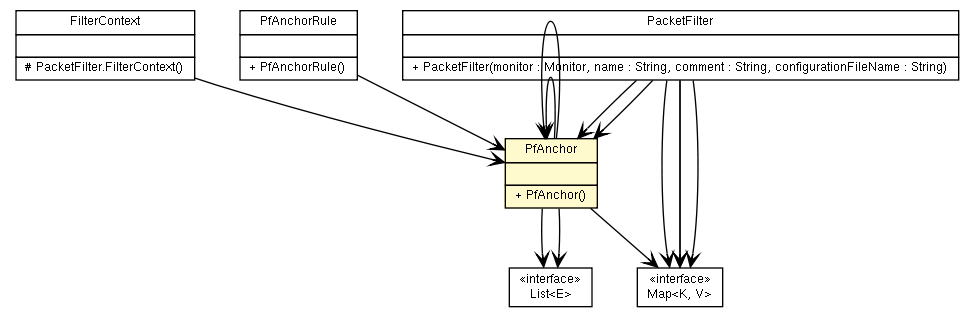 FilterContext
# PacketFilter.FilterContext()
PfAnchorRule
+ PfAnchorRule()
PacketFilter
+ PacketFilter(monitor : Monitor, name : String, comment : String, configurationFileName : String)
PfAnchor
+ PfAnchor()
«interface»
List<E>
«interface»
Map<K, V>